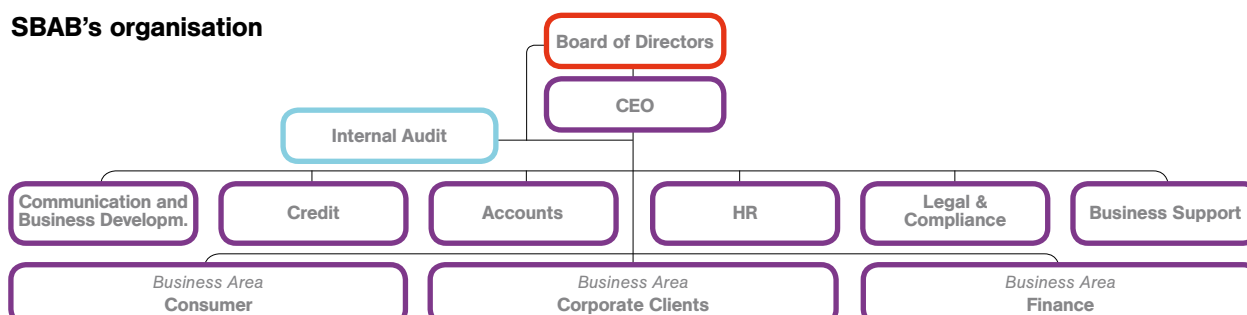 SBAB's organisation
Board of Directors
CEO
Internal Audit
Communication and
Business Developm.
Credit
Accounts
HR
Legal &
Compliance
Business Support
Business Area
Consumer
Business Area
Corporate Clients
Business Area
Finance